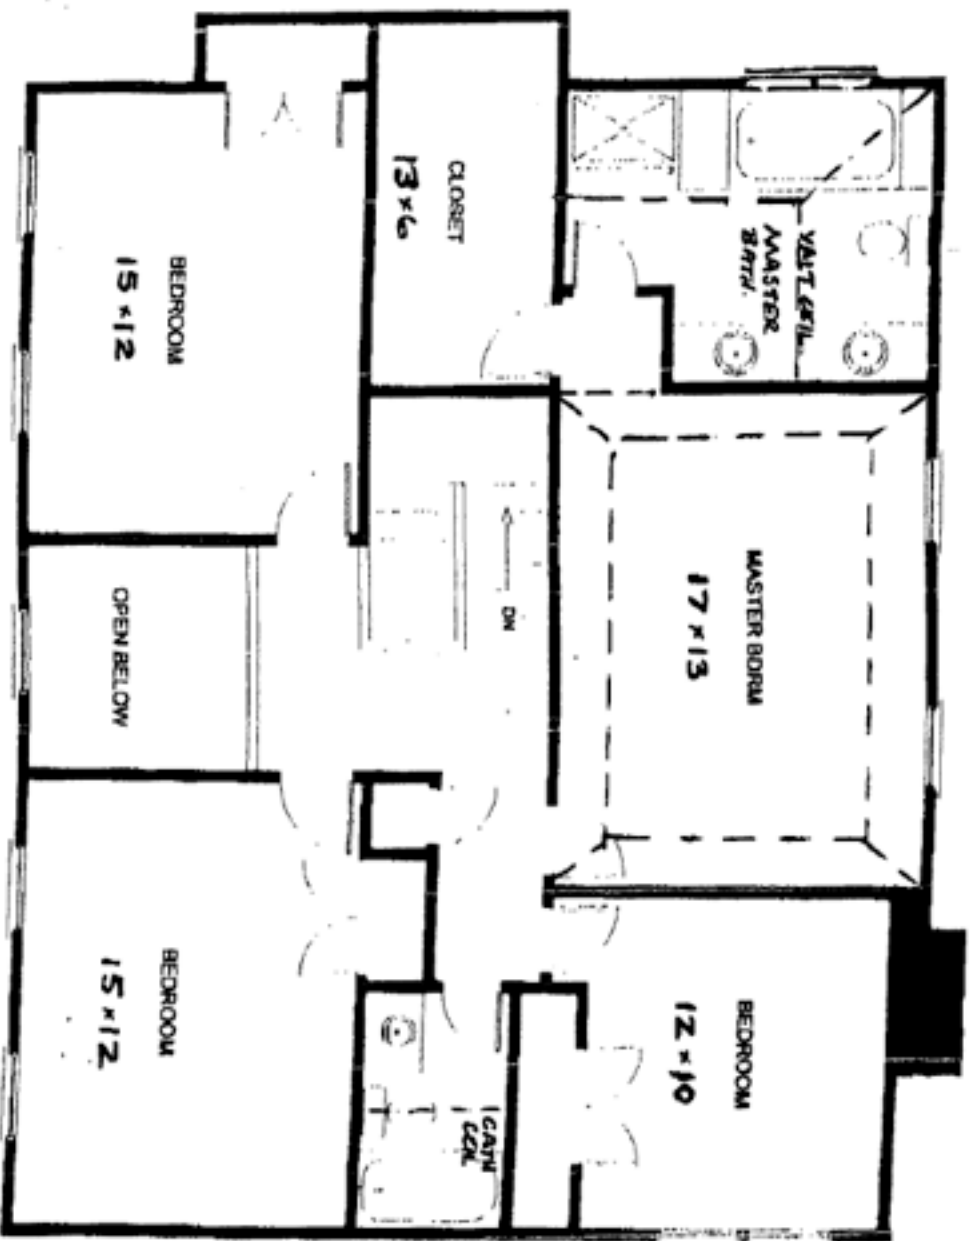 VALT. CEIL.
MASTER
BATH.
MASTER BDRM
17 x 13
BEDROOM
12 x 10
CLOSET
13 x 6
DN
CATH
CEIL.
BEDROOM
15 x 12
OPEN BELOW
BEDROOM
15 x 12